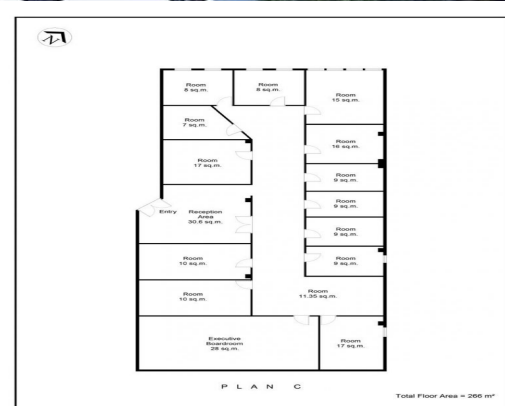 N
Room
8 sq.m.
Room
8 sq.m.
Room
15 sq.m.
Room
7 sq.m.
Room
16 sq.m.
Room
17 sq.m.
Room
9 sq.m.
Room
9 sq.m.
Entry
Reception
Area
30.6 sq.m.
Room
9 sq.m.
Room
10 sq.m.
Room
9 sq.m.
Room
10 sq.m.
Room
11.35 sq.m.
Executive
Boardroom
28 sq.m.
Room
17 sq.m.
PLAN C
Total Floor Area = 266 m²